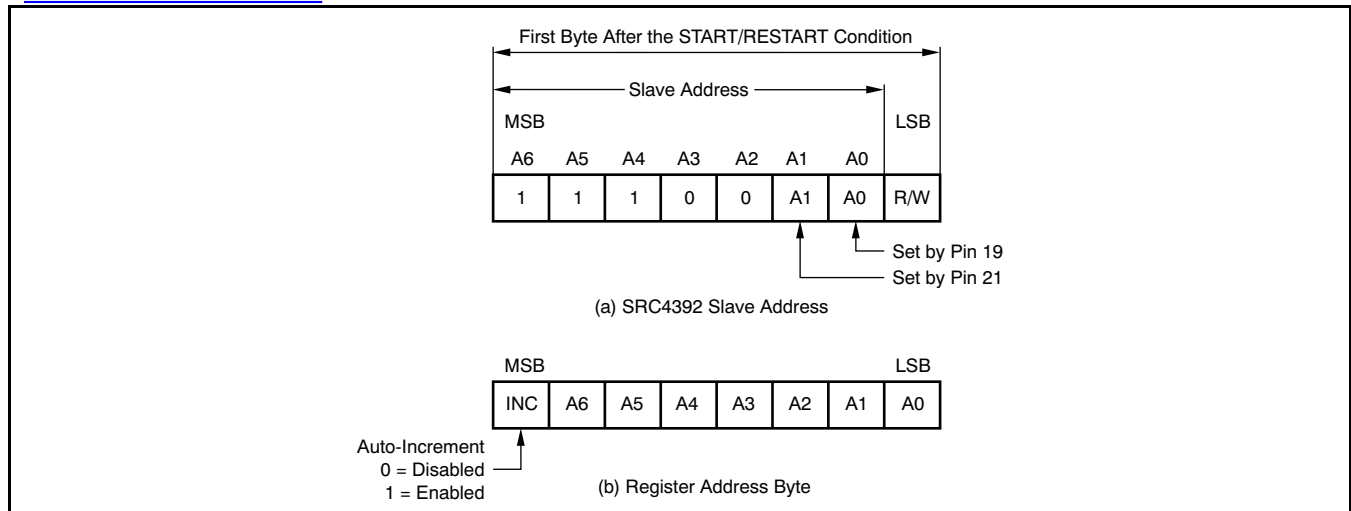 First Byte After the START/RESTART Condition
Slave Address
MSB LSB
A6 A5 A4 A3 A2 A1 A0
1 1 1 0 0 A1 A0 R/W
Set by Pin 19
Set by Pin 21
(a) SRC4392 Slave Address
MSB LSB
INC A6 A5 A4 A3 A2 A1 A0
Auto-Increment
0 = Disabled
1 = Enabled
(b) Register Address Byte